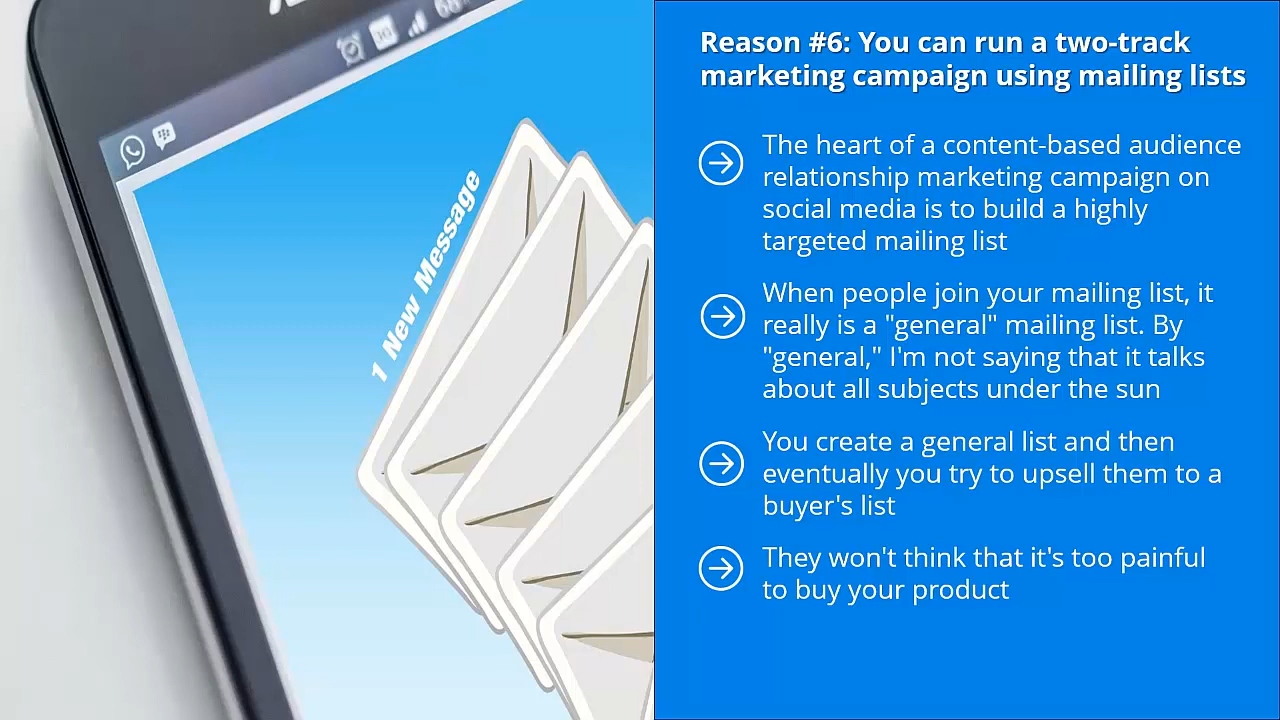 1 New Message
Reason #6: You can run a two-track
marketing campaign using mailing lists
The heart of a content-based audience
relationship marketing campaign on
social media is to build a highly
targeted mailing list
When people join your mailing list, it
really is a "general" mailing list. By
"general," I'm not saying that it talks
about all subjects under the sun
You create a general list and then
eventually you try to upsell them to a
buyer's list
They won't think that it's too painful
to buy your product